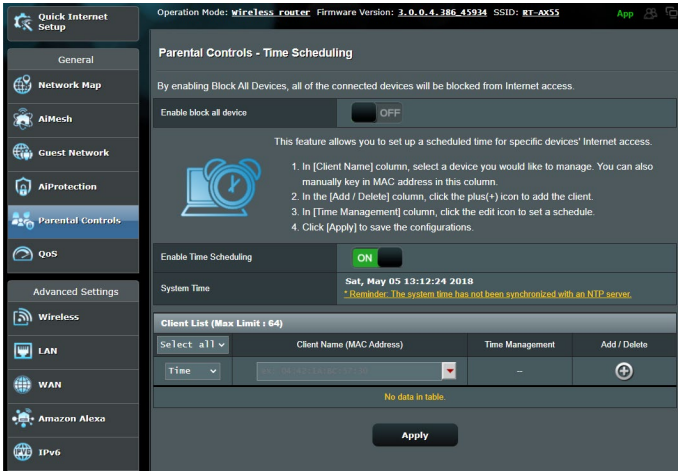 Quick Internet
Setup
Operation Mode: Wireless router Firmware Version: 3.0.0.4.386_45934 SSID: RT-AX55
App
General
Network Map
AiMesh
Guest Network
AiProtection
Parental Controls
QoS
Advanced Settings
Wireless
LAN
WAN
Amazon Alexa
IPv6
Parental Controls - Time Scheduling
By enabling Block All Devices, all of the connected devices will be blocked from Internet access.
Enable block all device
OFF
This feature allows you to set up a scheduled time for specific devices' Internet access.
1. In [Client Name] column, select a device you would like to manage. You can also
manually key in MAC address in this column.
2. In the [Add / Delete] column, click the plus(+) icon to add the client.
3. In [Time Management] column, click the edit icon to set a schedule.
4. Click [Apply] to save the configurations.
Enable Time Scheduling
ON
System Time
Sat, May 05 13:12:24 2018
* Reminder: The system time has not been synchronized with an NTP server.
Client List (Max Limit : 64)
Select all
Client Name (MAC Address)
Time Management
Add / Delete
Time
--
No data in table.
Apply